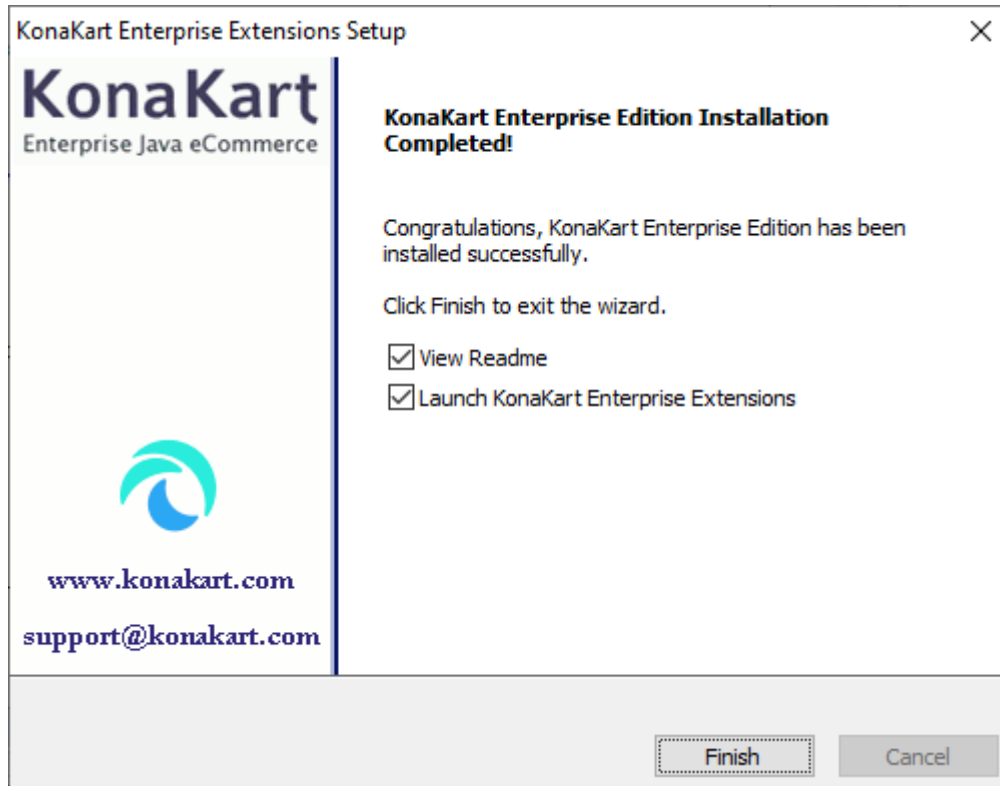 KonaKart Enterprise Extensions Setup
KonaKart
Enterprise Java eCommerce
www.konakart.com
support@konakart.com
KonaKart Enterprise Edition Installation
Completed!
Congratulations, KonaKart Enterprise Edition has been
installed successfully.
Click Finish to exit the wizard.
View Readme
Launch KonaKart Enterprise Extensions
Finish
Cancel